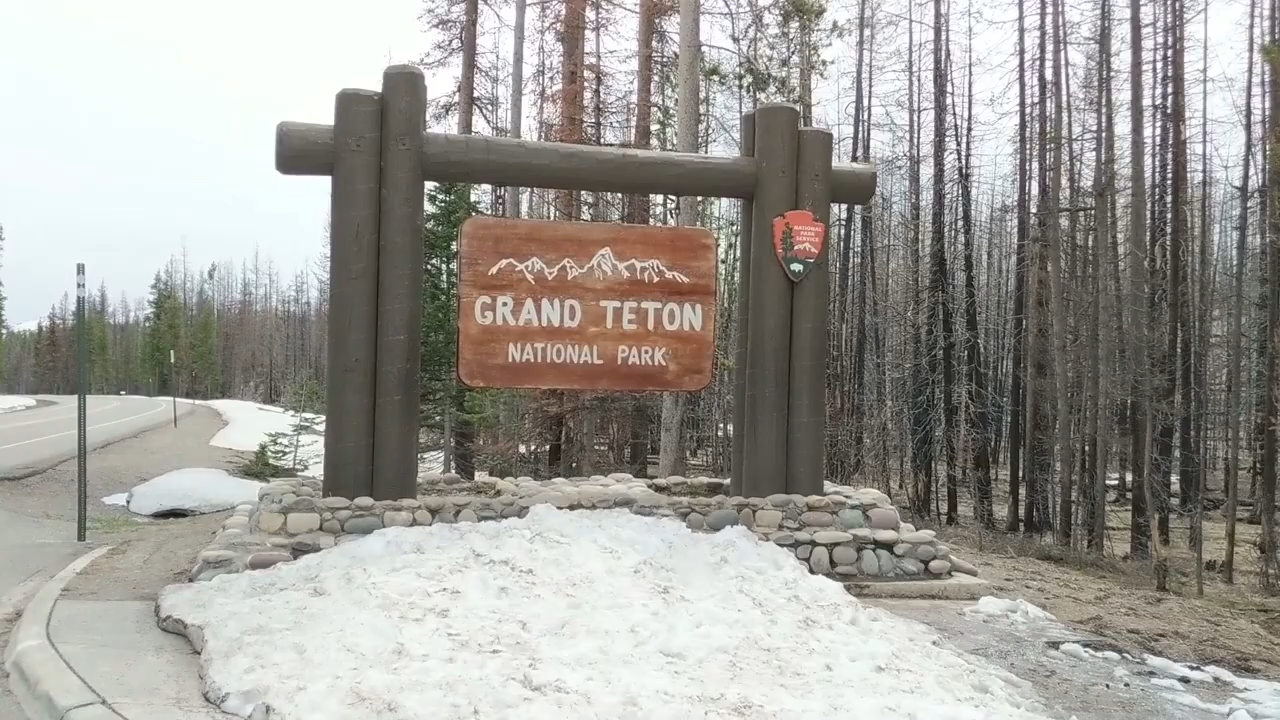 GRAND TETON
NATIONAL PARK
NATIONAL
PARK
SERVICE